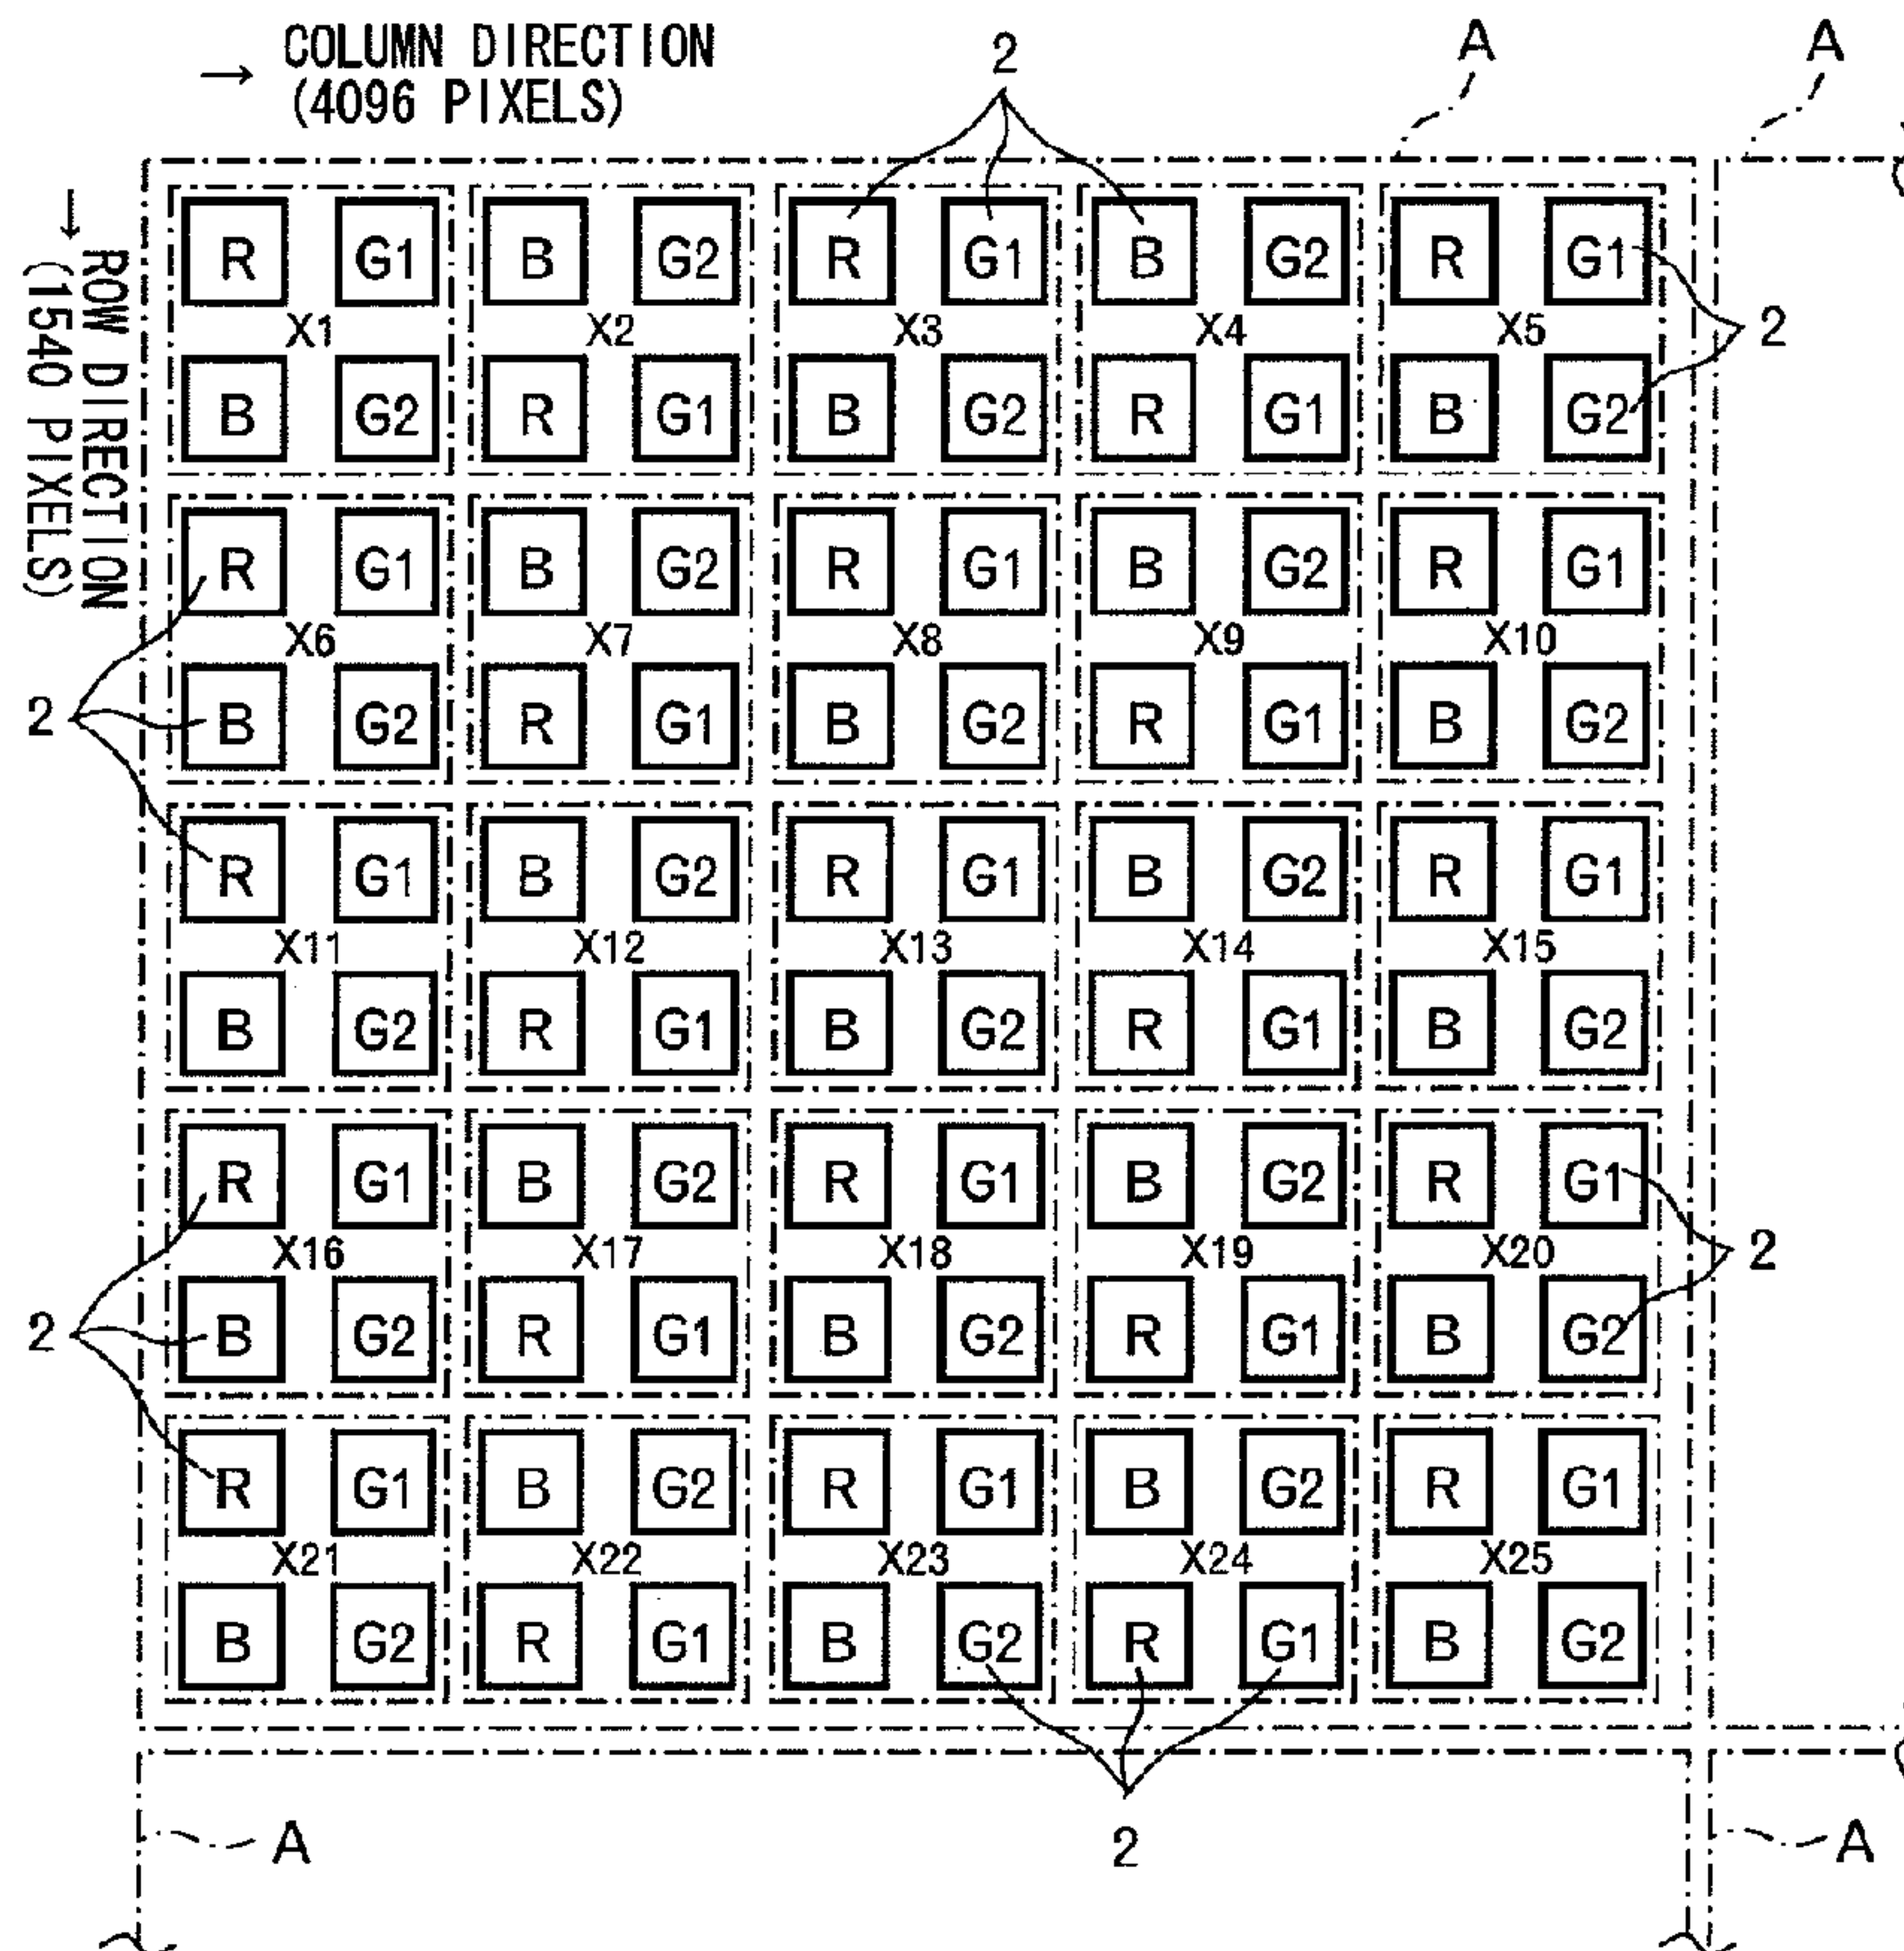 COLUMN DIRECTION
(4096 PIXELS)
2
A
A
ROW DIRECTION
(1540 PIXELS)
R G1 B G2 R G1 B G2 R G1
X1 X2 X3 X4 X5
2
B G2 R G1 B G2 R G1 B G2
R G1 B G2 R G1 B G2 R G1
X6 X7 X8 X9 X10
2
B G2 R G1 B G2 R G1 B G2
R G1 B G2 R G1 B G2 R G1
X11 X12 X13 X14 X15
B G2 R G1 B G2 R G1 B G2
R G1 B G2 R G1 B G2 R G1
X16 X17 X18 X19 X20
2
2
B G2 R G1 B G2 R G1 B G2
R G1 B G2 R G1 B G2 R G1
X21 X22 X23 X24 X25
B G2 R G1 B G2 R G1 B G2
A
2
A